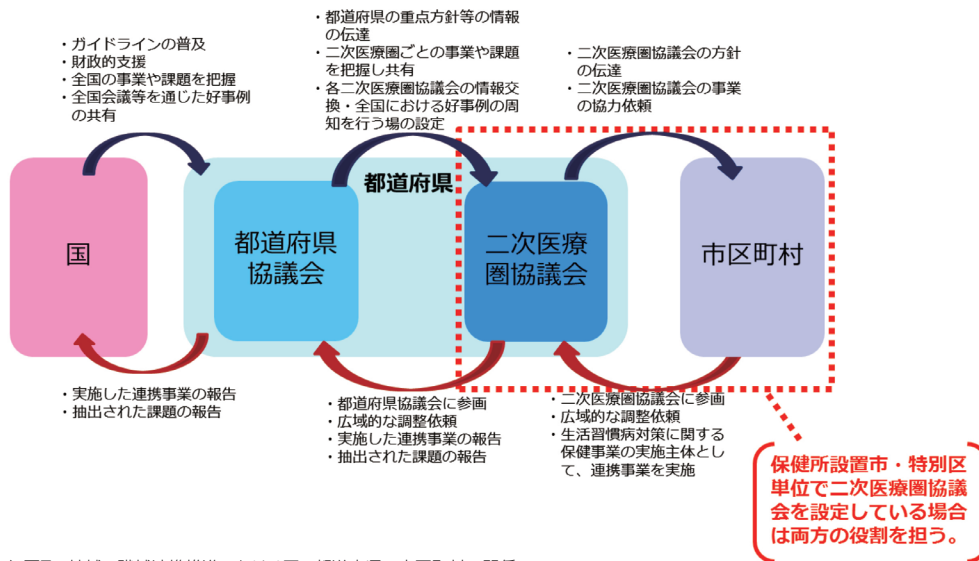 ・ガイドラインの普及
・財政的支援
・全国の事業や課題を把握
・全国会議等を通じた好事例
の共有
・都道府県の重点方針等の情報
の伝達
・二次医療圏ごとの事業や課題
を把握し共有
・各二次医療圏協議会の情報交
換・全国における好事例の周
知を行う場の設定
・二次医療圏協議会の方針
の伝達
・二次医療圏協議会の事業
の協力依頼
都道府県
国
都道府県
協議会
二次医療
圏協議会
市区町村
・実施した連携事業の報告
・抽出された課題の報告
・都道府県協議会に参画
・広域的な調整依頼
・実施した連携事業の報告
・抽出された課題の報告
・二次医療圏協議会に参画
・広域的な調整依頼
・生活習慣病対策に関する
保健事業の実施主体とし
て、連携事業を実施
保健所設置市・特別区
単位で二次医療圏協議
会を設定している場合
は両方の役割を担う。